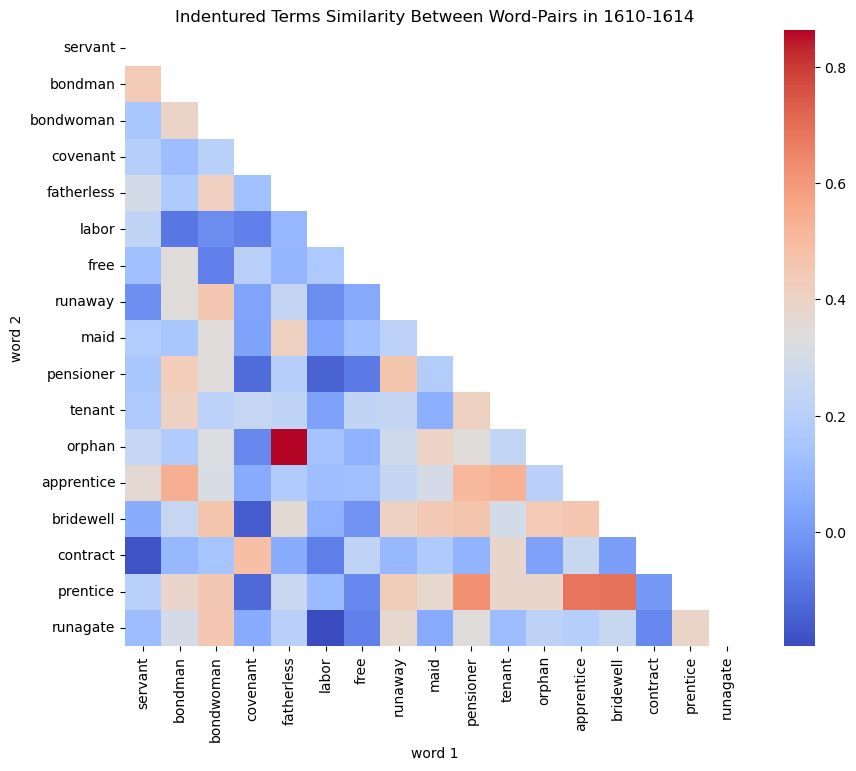 Indentured Terms Similarity Between Word-Pairs in 1610-1614
servant
bondman
bondwoman
covenant
fatherless
labor
free
runaway
maid
pensioner
tenant
orphan
apprentice
bridewell
contract
prentice
runagate
word 2
servant
bondman
bondwoman
covenant
fatherless
labor
free
runaway
maid
pensioner
tenant
orphan
apprentice
bridewell
contract
prentice
runagate
word 1
0.8
0.6
0.4
0.2
0.0